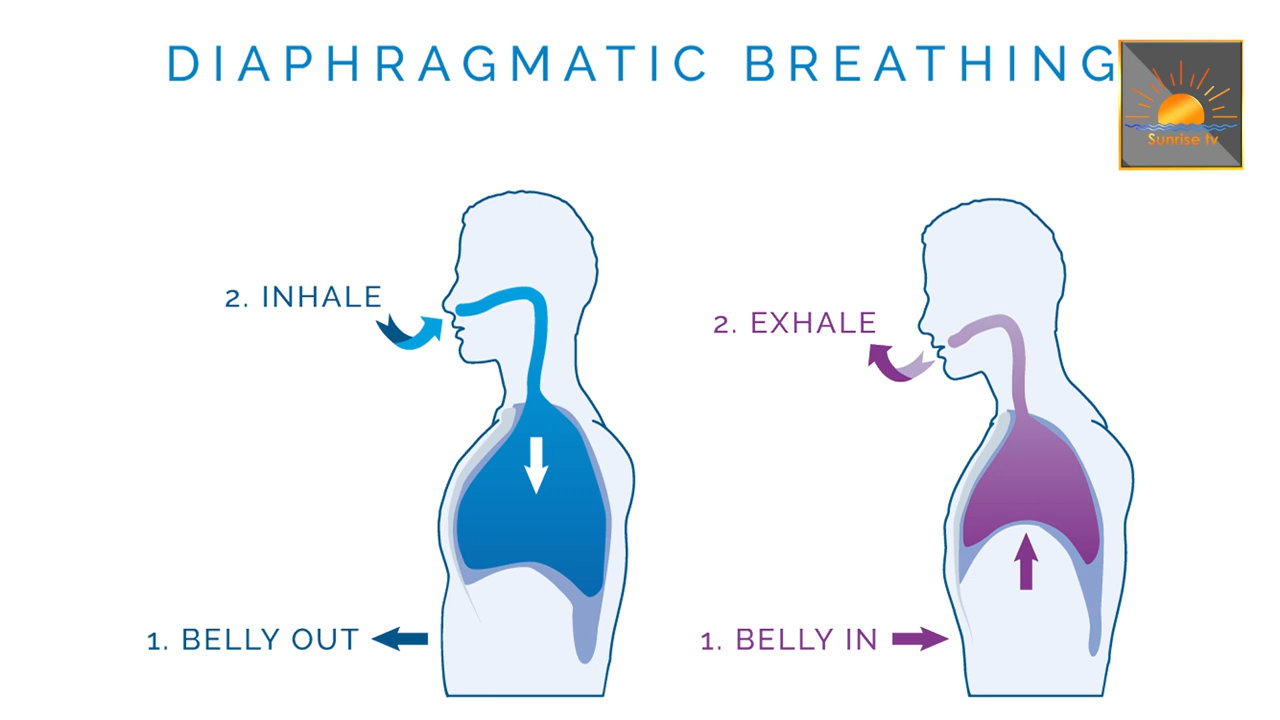 DIAPHRAGMATIC BREATHING
Sunrise tv
2. INHALE
2. EXHALE
1. BELLY OUT
1. BELLY IN